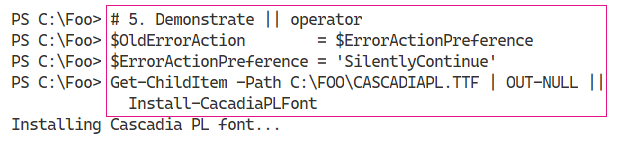 PS C:\Foo> # 5. Demonstrate || operator
PS C:\Foo> $OldErrorAction        = $ErrorActionPreference
PS C:\Foo> $ErrorActionPreference = 'SilentlyContinue'
PS C:\Foo> Get-ChildItem -Path C:\FOO\CASCADIAPL.TTF | OUT-NULL ||
Install-CacadiaPLFont
Installing Cascadia PL font...